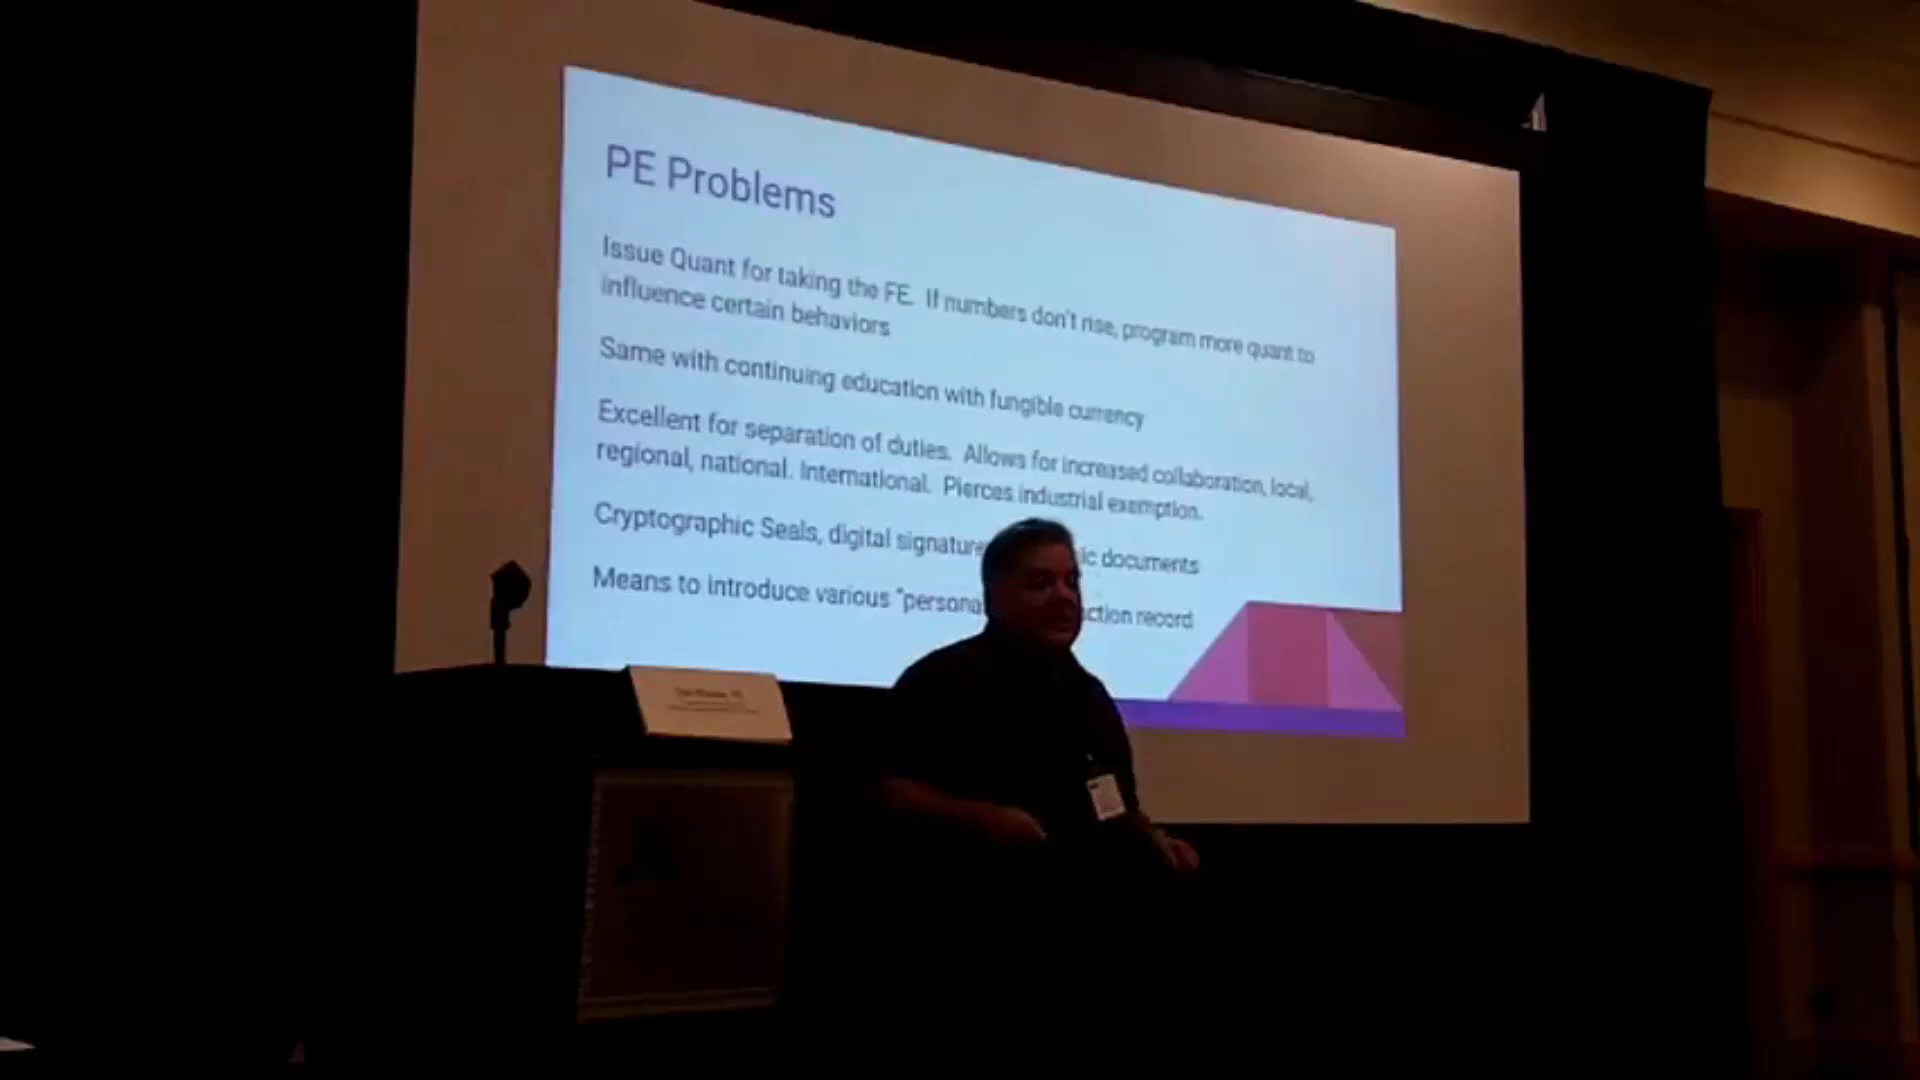 PE Problems
Issue Quant for taking the FE. If numbers don't rise, program more quant to
influence certain behaviors
Same with continuing education with fungible currency
Excellent for separation of duties. Allows for increased collaboration, local,
regional, national. International. Pierces industrial exemption.
Cryptographic Seals, digital signature documents
Means to introduce various "persona record